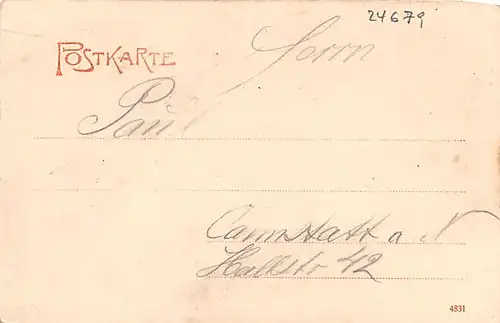 24679
POSTKARTE
Herrn
Paul
Cannstatt a N
Hallstr 42
4831